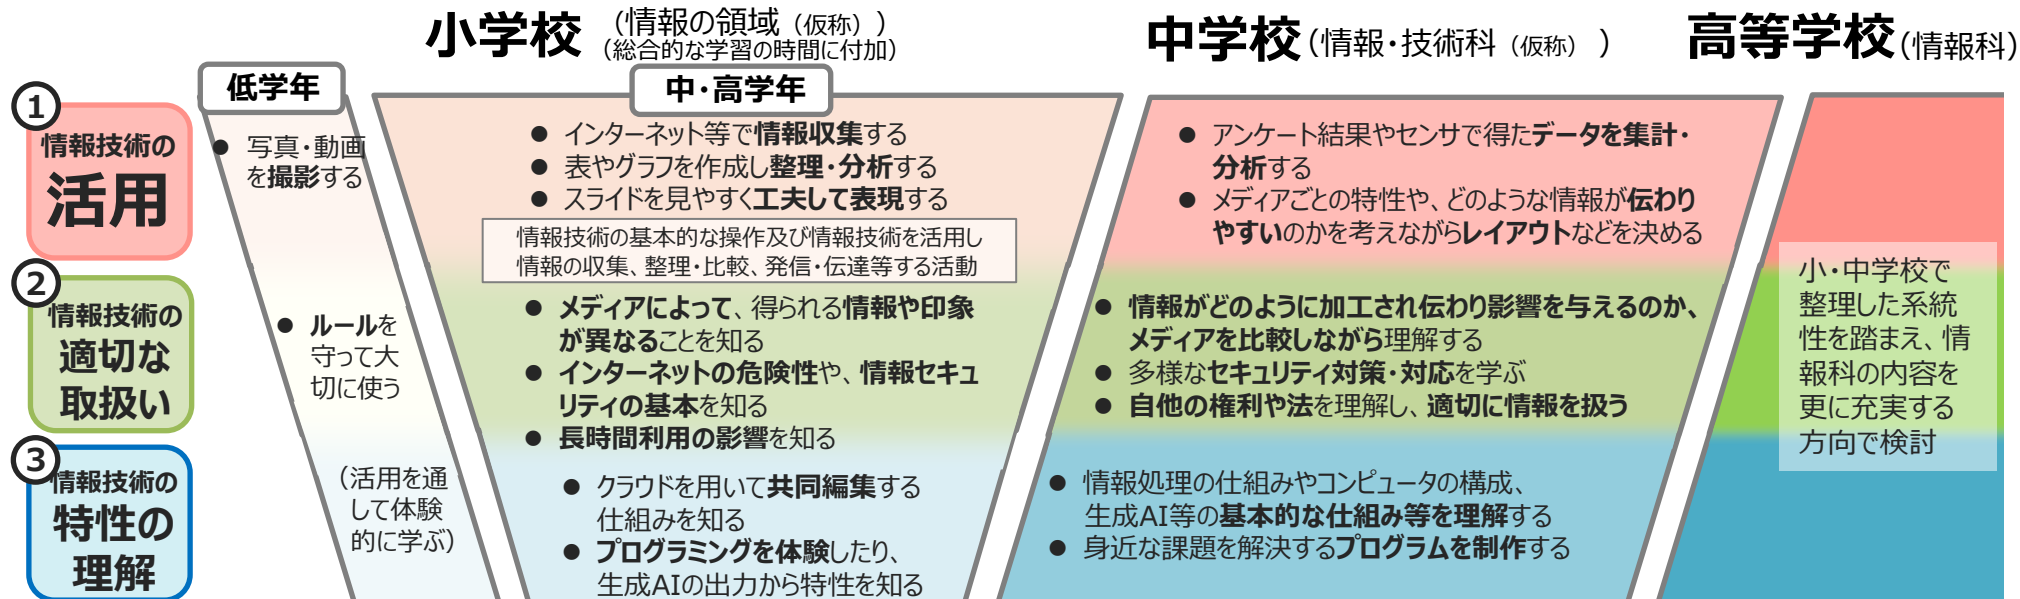 小学校（情報の領域（仮称））
（総合的な学習の時間に付加）
中学校（情報・技術科（仮称））
高等学校（情報科）
低学年
中・高学年
①
情報技術の
活用
● 写真・動画
を撮影する
● インターネット等で情報収集する
● 表やグラフを作成し整理・分析する
● スライドを見やすく工夫して表現する
情報技術の基本的な操作及び情報技術を活用し
情報の収集、整理・比較、発信・伝達等する活動
● アンケート結果やセンサで得たデータを集計・
分析する
● メディアごとの特性や、どのような情報が伝わり
やすいのかを考えながらレイアウトなどを決める
②
情報技術の
適切な
取扱い
● ルールを
守って大
切に使う
● メディアによって、得られる情報や印象
が異なることを知る
● インターネットの危険性や、情報セキュ
リティの基本を知る
● 長時間利用の影響を知る
● 情報がどのように加工され伝わり影響を与えるのか、
メディアを比較しながら理解する
● 多様なセキュリティ対策・対応を学ぶ
● 自他の権利や法を理解し、適切に情報を扱う
小・中学校で
整理した系統
性を踏まえ、情
報科の内容を
更に充実する
方向で検討
③
情報技術の
特性の
理解
（活用を通
して体験
的に学ぶ）
● クラウドを用いて共同編集する
仕組みを知る
● プログラミングを体験したり、
生成AIの出力から特性を知る
● 情報処理の仕組みやコンピュータの構成、
生成AI等の基本的な仕組み等を理解する
● 身近な課題を解決するプログラムを制作する